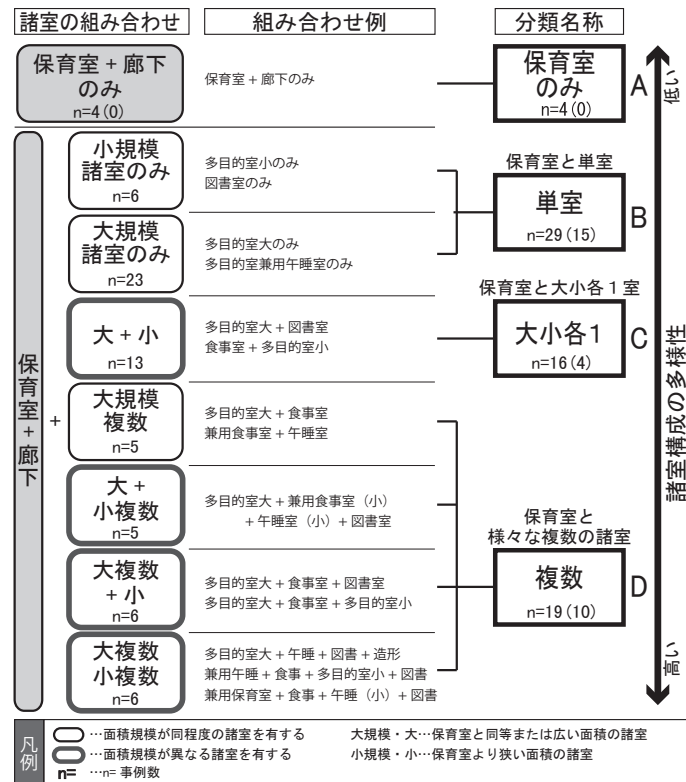 諸室の組み合わせ
組み合わせ例
分類名称
保育室 + 廊下
のみ
n=4(0)
保育室 + 廊下のみ
保育室
のみ
n=4(0)
A
低い
保育室 + 廊下
+
小規模
諸室のみ
n=6
多目的室小のみ
図書室のみ
大規模
諸室のみ
n=23
多目的室大のみ
多目的室兼用午睡室のみ
保育室と単室
単室
n=29(15)
B
大 + 小
n=13
多目的室大 + 図書室
食事室 + 多目的室小
保育室と大小各1室
大小各1
n=16(4)
C
諸室構成の多様性
大規模
複数
n=5
多目的室大 + 食事室
兼用食事室 + 午睡室
大 +
小複数
n=5
多目的室大 + 兼用食事室(小)
+ 午睡室(小)+ 図書室
大複数
+ 小
n=6
多目的室大 + 食事室 + 図書室
多目的室大 + 食事室 + 多目的室小
大複数
小複数
n=6
多目的室大 + 午睡 + 図書 + 造形
兼用午睡 + 食事 + 多目的室小 + 図書
兼用保育室 + 食事 + 午睡(小)+ 図書
保育室と
様々な複数の諸室
複数
n=19(10)
D
高い
凡例
…面積規模が同程度の諸室を有する
…面積規模が異なる諸室を有する
n= …n= 事例数
大規模・大…保育室と同等または広い面積の諸室
小規模・小…保育室より狭い面積の諸室